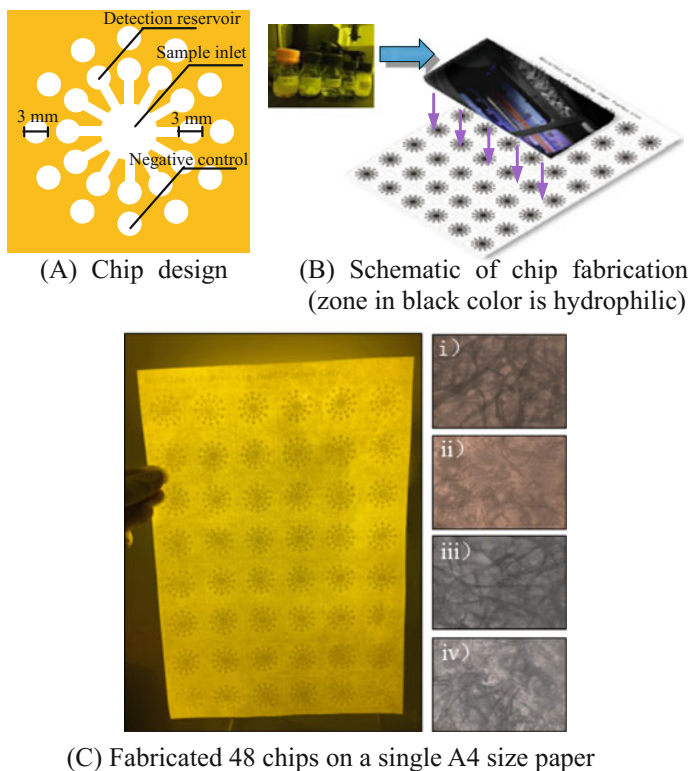 Detection reservoir
Sample inlet
3 mm
3 mm
Negative control
(A) Chip design
(B) Schematic of chip fabrication
(zone in black color is hydrophilic)
i)
ii)
iii)
iv)
(C) Fabricated 48 chips on a single A4 size paper